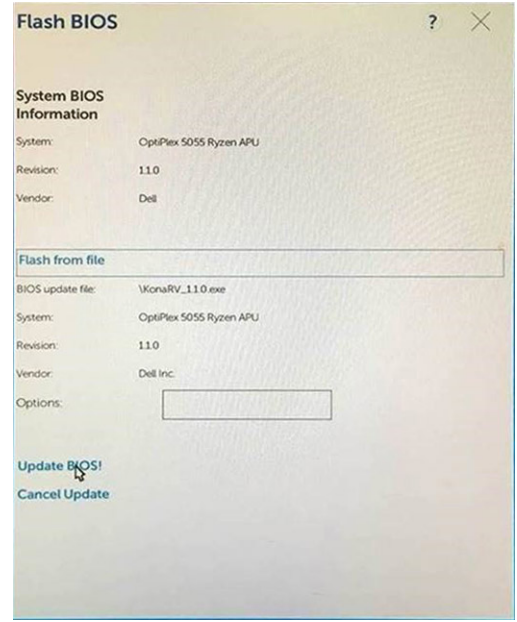 Flash BIOS ?
System BIOS
Information
System: OptiPlex 5055 Ryzen APU
Revision: 1.1.0
Vendor: Dell
Flash from file
BIOS update file: \KonaRV_1.1.0.exe
System: OptiPlex 5055 Ryzen APU
Revision: 1.1.0
Vendor: Dell Inc.
Options:
Update BIOS!
Cancel Update